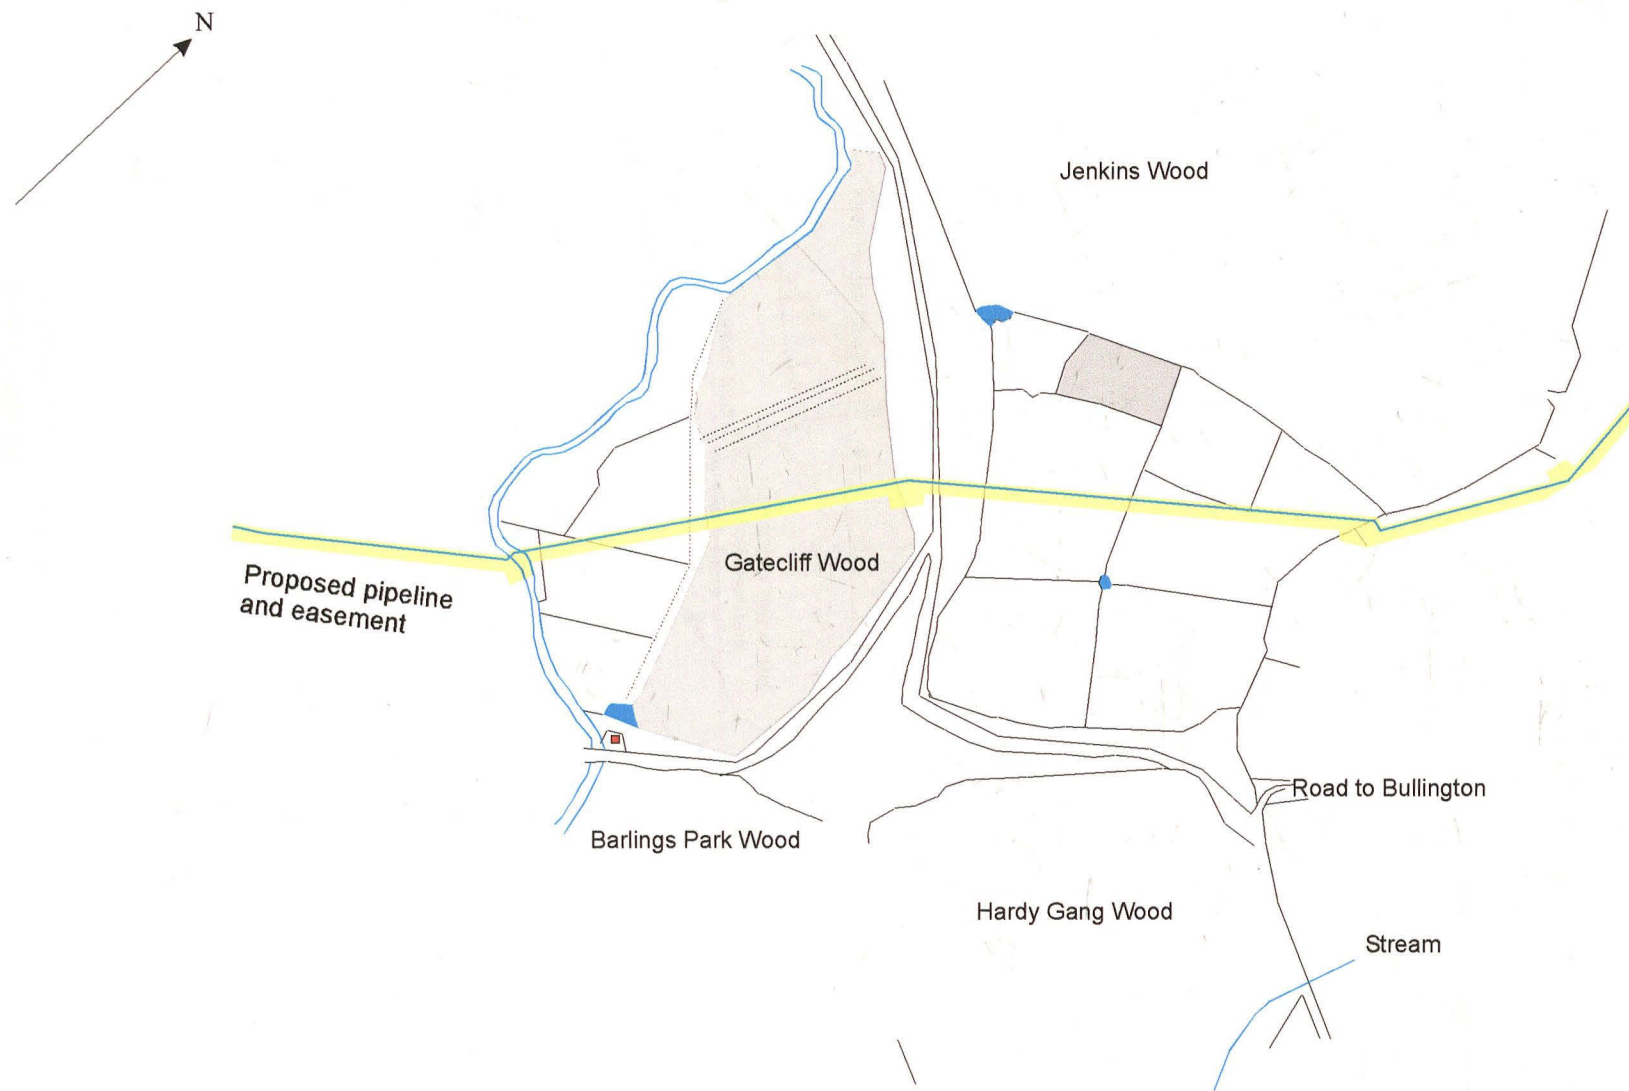 N
Jenkins Wood
Gatecliff Wood
Proposed pipeline
and easement
Road to Bullington
Barlings Park Wood
Hardy Gang Wood
Stream